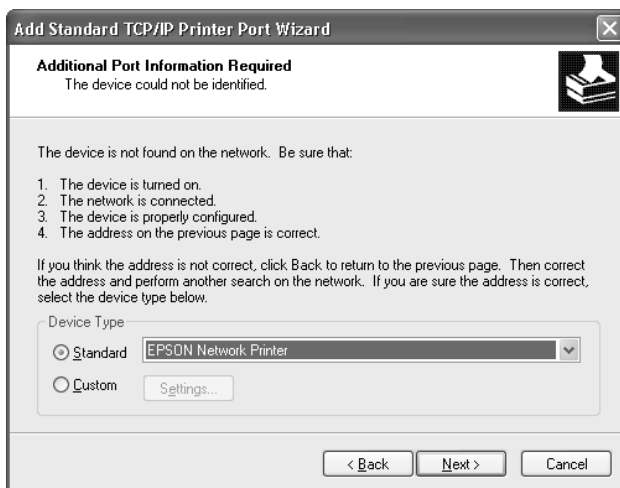 Add Standard TCP/IP Printer Port Wizard
Additional Port Information Required
The device could not be identified.
The device is not found on the network. Be sure that:
1. The device is turned on.
2. The network is connected.
3. The device is properly configured.
4. The address on the previous page is correct.
If you think the address is not correct, click Back to return to the previous page. Then correct
the address and perform another search on the network. If you are sure the address is correct,
select the device type below.
Device Type
Standard EPSON Network Printer
Custom Settings...
< Back Next > Cancel